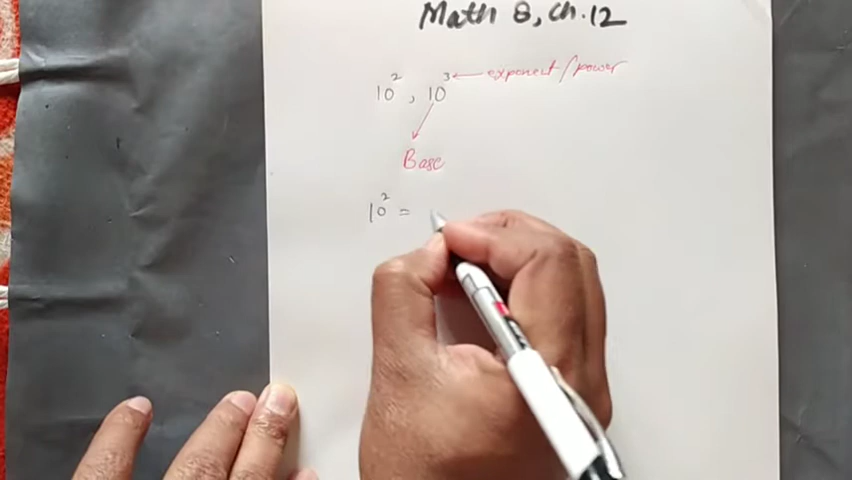 Math 8, ch.12
10², 10³ ← exponent/power
Base
10² =